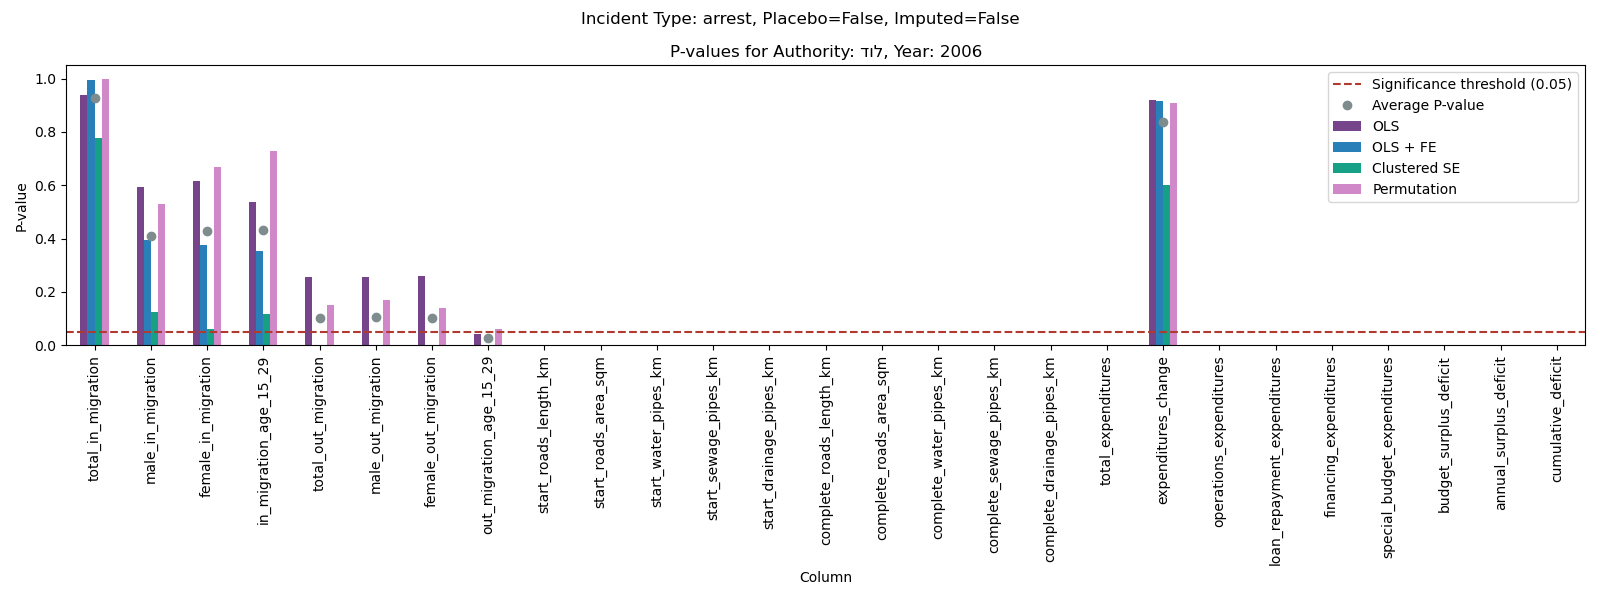 Incident Type: arrest, Placebo=False, Imputed=False
P-values for Authority: לוד, Year: 2006
P-value
1.0
0.8
0.6
0.4
0.2
0.0
Significance threshold (0.05)
Average P-value
OLS
OLS + FE
Clustered SE
Permutation
total_in_migration
male_in_migration
female_in_migration
in_migration_age_15_29
total_out_migration
male_out_migration
female_out_migration
out_migration_age_15_29
start_roads_length_km
start_roads_area_sqm
start_water_pipes_km
start_sewage_pipes_km
start_drainage_pipes_km
complete_roads_length_km
complete_roads_area_sqm
complete_water_pipes_km
complete_sewage_pipes_km
complete_drainage_pipes_km
total_expenditures
expenditures_change
operations_expenditures
loan_repayment_expenditures
financing_expenditures
special_budget_expenditures
budget_surplus_deficit
annual_surplus_deficit
cumulative_deficit
Column